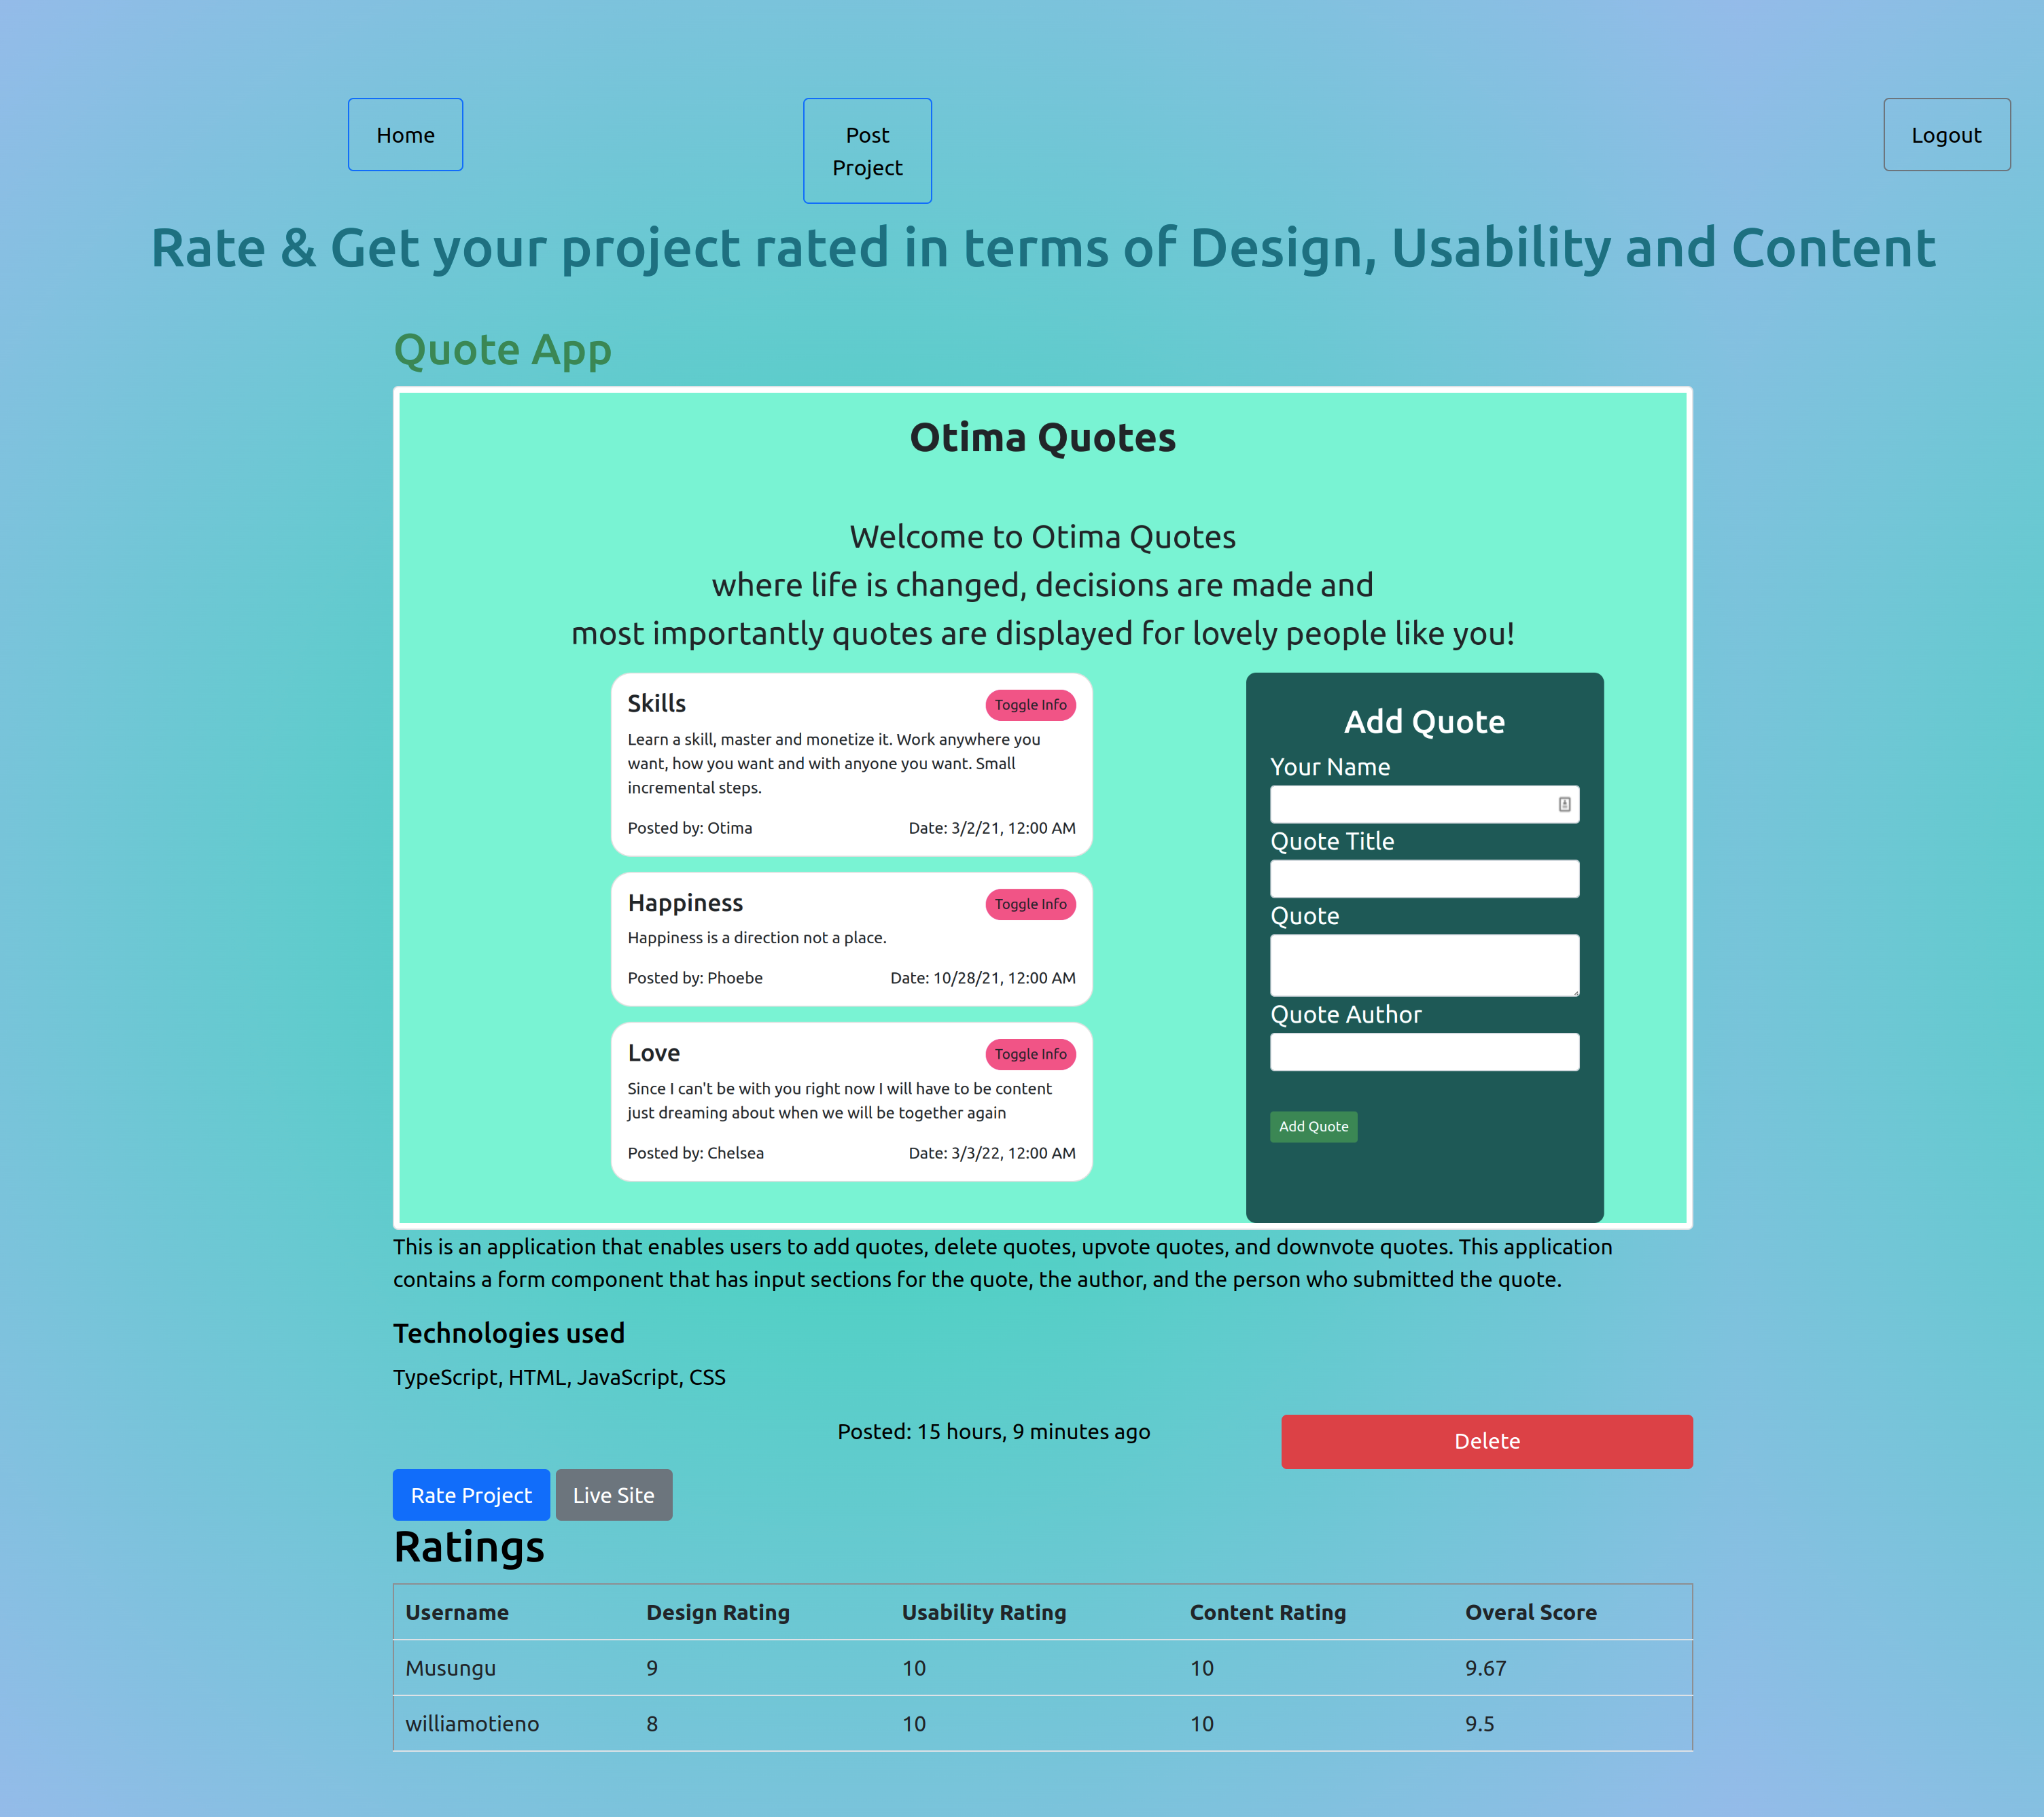 Home
Post
Project
Logout
Rate & Get your project rated in terms of Design, Usability and Content
Quote App
Otima Quotes
Welcome to Otima Quotes
where life is changed, decisions are made and
most importantly quotes are displayed for lovely people like you!
Skills
Toggle Info
Learn a skill, master and monetize it. Work anywhere you
want, how you want and with anyone you want. Small
incremental steps.
Posted by: Otima
Date: 3/2/21, 12:00 AM
Happiness
Toggle Info
Happiness is a direction not a place.
Posted by: Phoebe
Date: 10/28/21, 12:00 AM
Love
Toggle Info
Since I can't be with you right now I will have to be content
just dreaming about when we will be together again
Posted by: Chelsea
Date: 3/3/22, 12:00 AM
Add Quote
Your Name
Quote Title
Quote
Quote Author
Add Quote
This is an application that enables users to add quotes, delete quotes, upvote quotes, and downvote quotes. This application
contains a form component that has input sections for the quote, the author, and the person who submitted the quote.
Technologies used
TypeScript, HTML, JavaScript, CSS
Posted: 15 hours, 9 minutes ago
Delete
Rate Project
Live Site
Ratings
Username Design Rating Usability Rating Content Rating Overal Score
Musungu 9 10 10 9.67
williamotieno 8 10 10 9.5